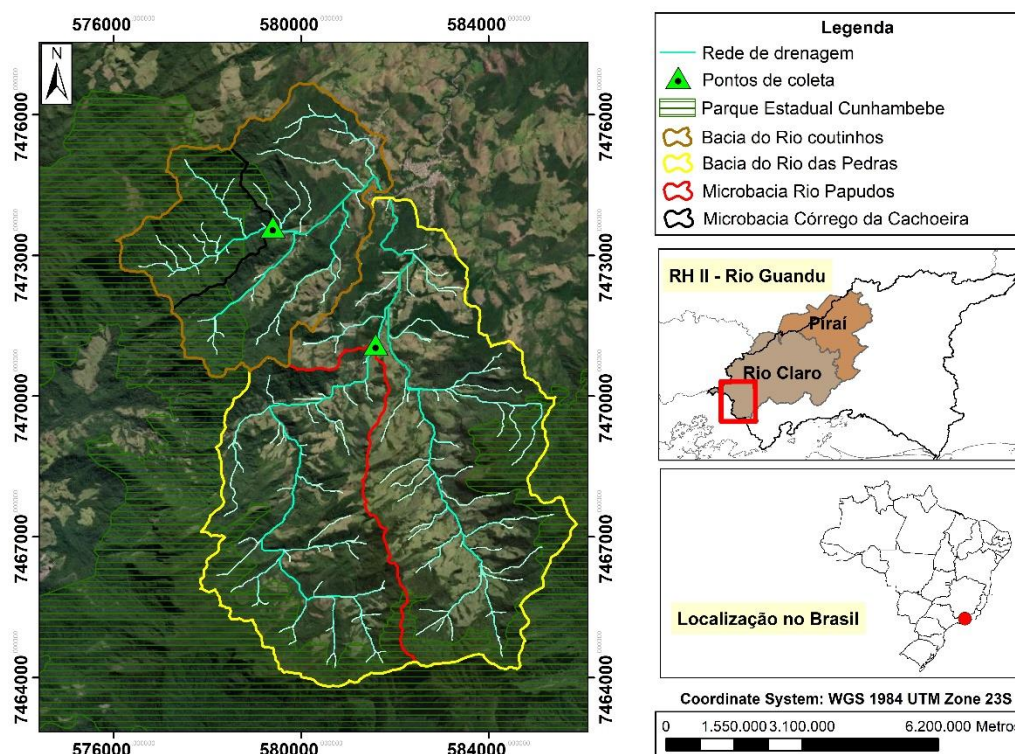 576000
580000
584000
N
7476000
7473000
7470000
7467000
7464000
7476000
7473000
7470000
7467000
7464000
576000
580000
584000
Legenda
Rede de drenagem
Pontos de coleta
Parque Estadual Cunhambebe
Bacia do Rio coutinhos
Bacia do Rio das Pedras
Microbacia Rio Papudos
Microbacia Córrego da Cachoeira
RH II - Rio Guandu
Piraí
Rio Claro
Localização no Brasil
Coordinate System: WGS 1984 UTM Zone 23S
0 1.550.000 3.100.000 6.200.000 Metros